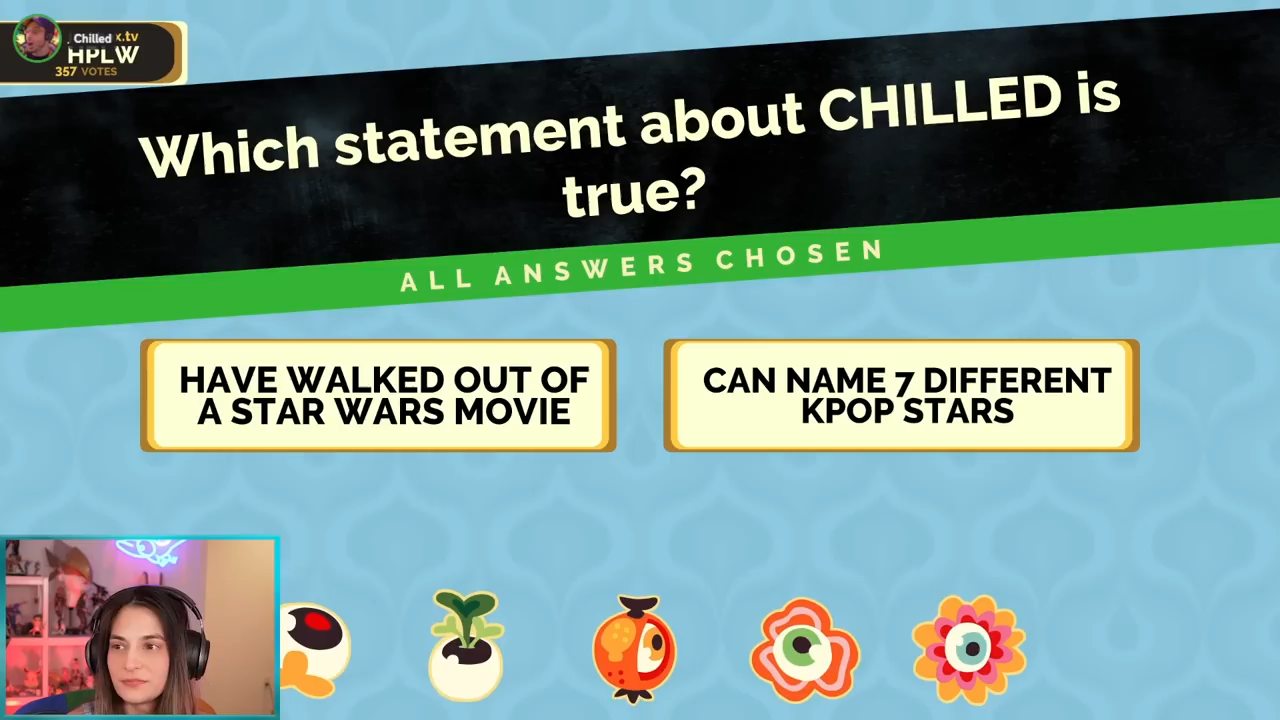 Chilled x.tv
HPLW
357 VOTES
Which statement about CHILLED is
true?
ALL ANSWERS CHOSEN
HAVE WALKED OUT OF
A STAR WARS MOVIE
CAN NAME 7 DIFFERENT
KPOP STARS